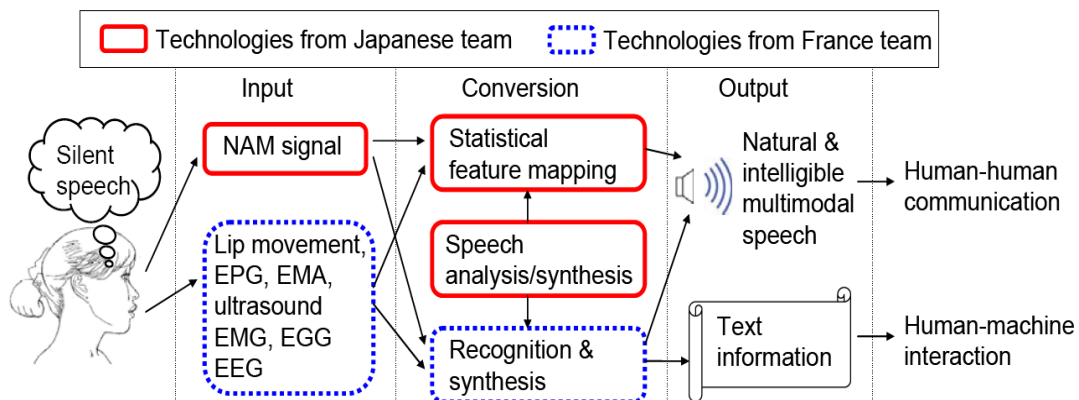 Technologies from Japanese team
Technologies from France team
Input
Conversion
Output
Silent
speech
NAM signal
Lip movement,
EPG, EMA,
ultrasound
EMG, EGG
EEG
Statistical
feature mapping
Speech
analysis/synthesis
Recognition &
synthesis
Natural &
intelligible
multimodal
speech
Text
information
Human-human
communication
Human-machine
interaction